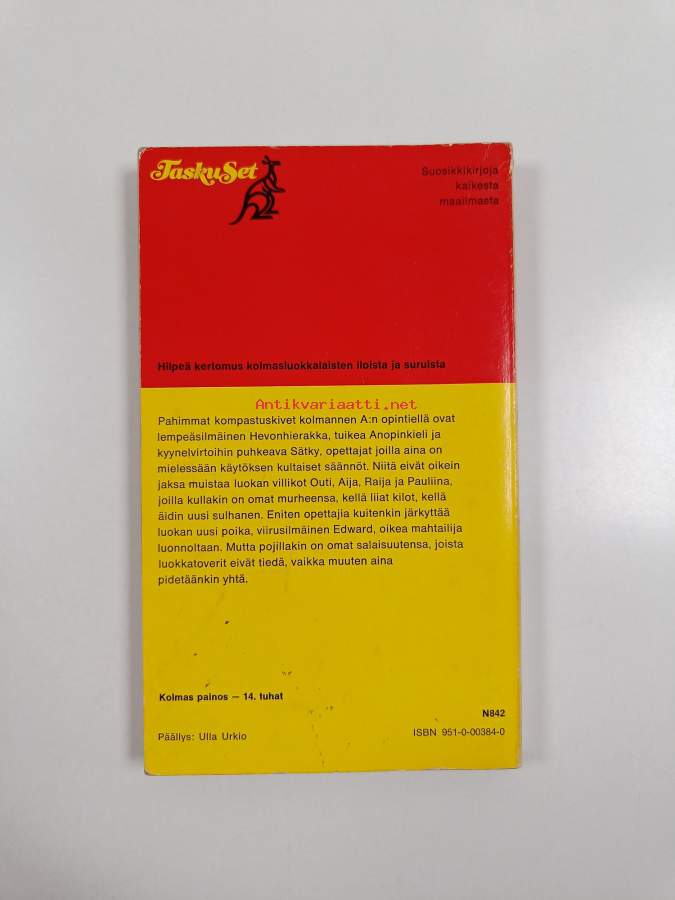 TaskuSet
Suosikkikirjoja
kaikesta
maailmasta
Hilpeä kertomus kolmasluokkalaisten iloista ja suruista
Antikvariaatti.net
Pahimmat kompastuskivet kolmannen A:n opintiellä ovat
lempeäsilmäinen Hevonhierakka, tuikea Anopinkieli ja
kyynelvirtoihin puhkeava Sätky, opettajat joilla aina on
mielessään käytöksen kultaiset säännöt. Niitä eivät oikein
jaksa muistaa luokan villikot Outi, Aija, Raija ja Pauliina,
joilla kullakin on omat murheensa, kellä liiat kilot, kellä
äidin uusi sulhanen. Eniten opettajia kuitenkin järkyttää
luokan uusi poika, viirusilmäinen Edward, oikea mahtailija
luonnoltaan. Mutta pojillakin on omat salaisuutensa, joista
luokkatoverit eivät tiedä, vaikka muuten aina
pidetäänkin yhtä.
Kolmas painos – 14. tuhat
N842
Päällys: Ulla Urkio
ISBN 951-0-00384-0